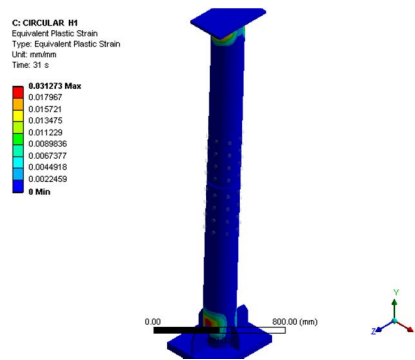 C: CIRCULAR H1
Equivalent Plastic Strain
Type: Equivalent Plastic Strain
Unit: mm/mm
Time: 31 s
0.031273 Max
0.017967
0.015721
0.013475
0.011229
0.0089836
0.0067377
0.0044918
0.0022459
0 Min
0.00 800.00 (mm)
Y
Z